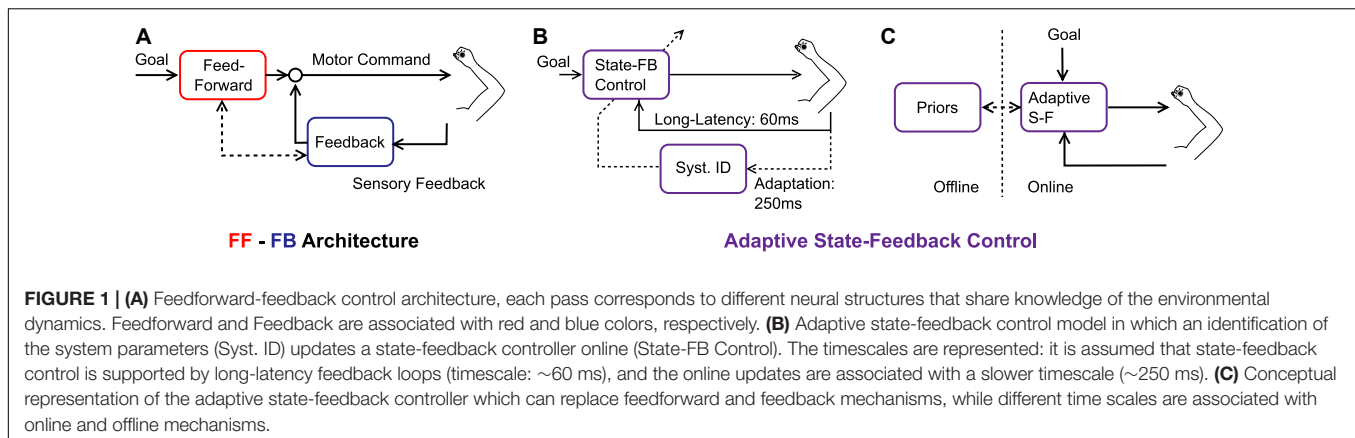 A
Goal
Feed-
Forward
Motor Command
Feedback
Sensory Feedback
FF - FB Architecture
B
Goal
State-FB
Control
Long-Latency: 60ms
Syst. ID
Adaptation:
250ms
C
Goal
Priors
Adaptive
S-F
Offline
Online
Adaptive State-Feedback Control
FIGURE 1 | (A) Feedforward-feedback control architecture, each pass corresponds to different neural structures that share knowledge of the environmental
dynamics. Feedforward and Feedback are associated with red and blue colors, respectively. (B) Adaptive state-feedback control model in which an identification of
the system parameters (Syst. ID) updates a state-feedback controller online (State-FB Control). The timescales are represented: it is assumed that state-feedback
control is supported by long-latency feedback loops (timescale: ~60 ms), and the online updates are associated with a slower timescale (~250 ms). (C) Conceptual
representation of the adaptive state-feedback controller which can replace feedforward and feedback mechanisms, while different time scales are associated with
online and offline mechanisms.